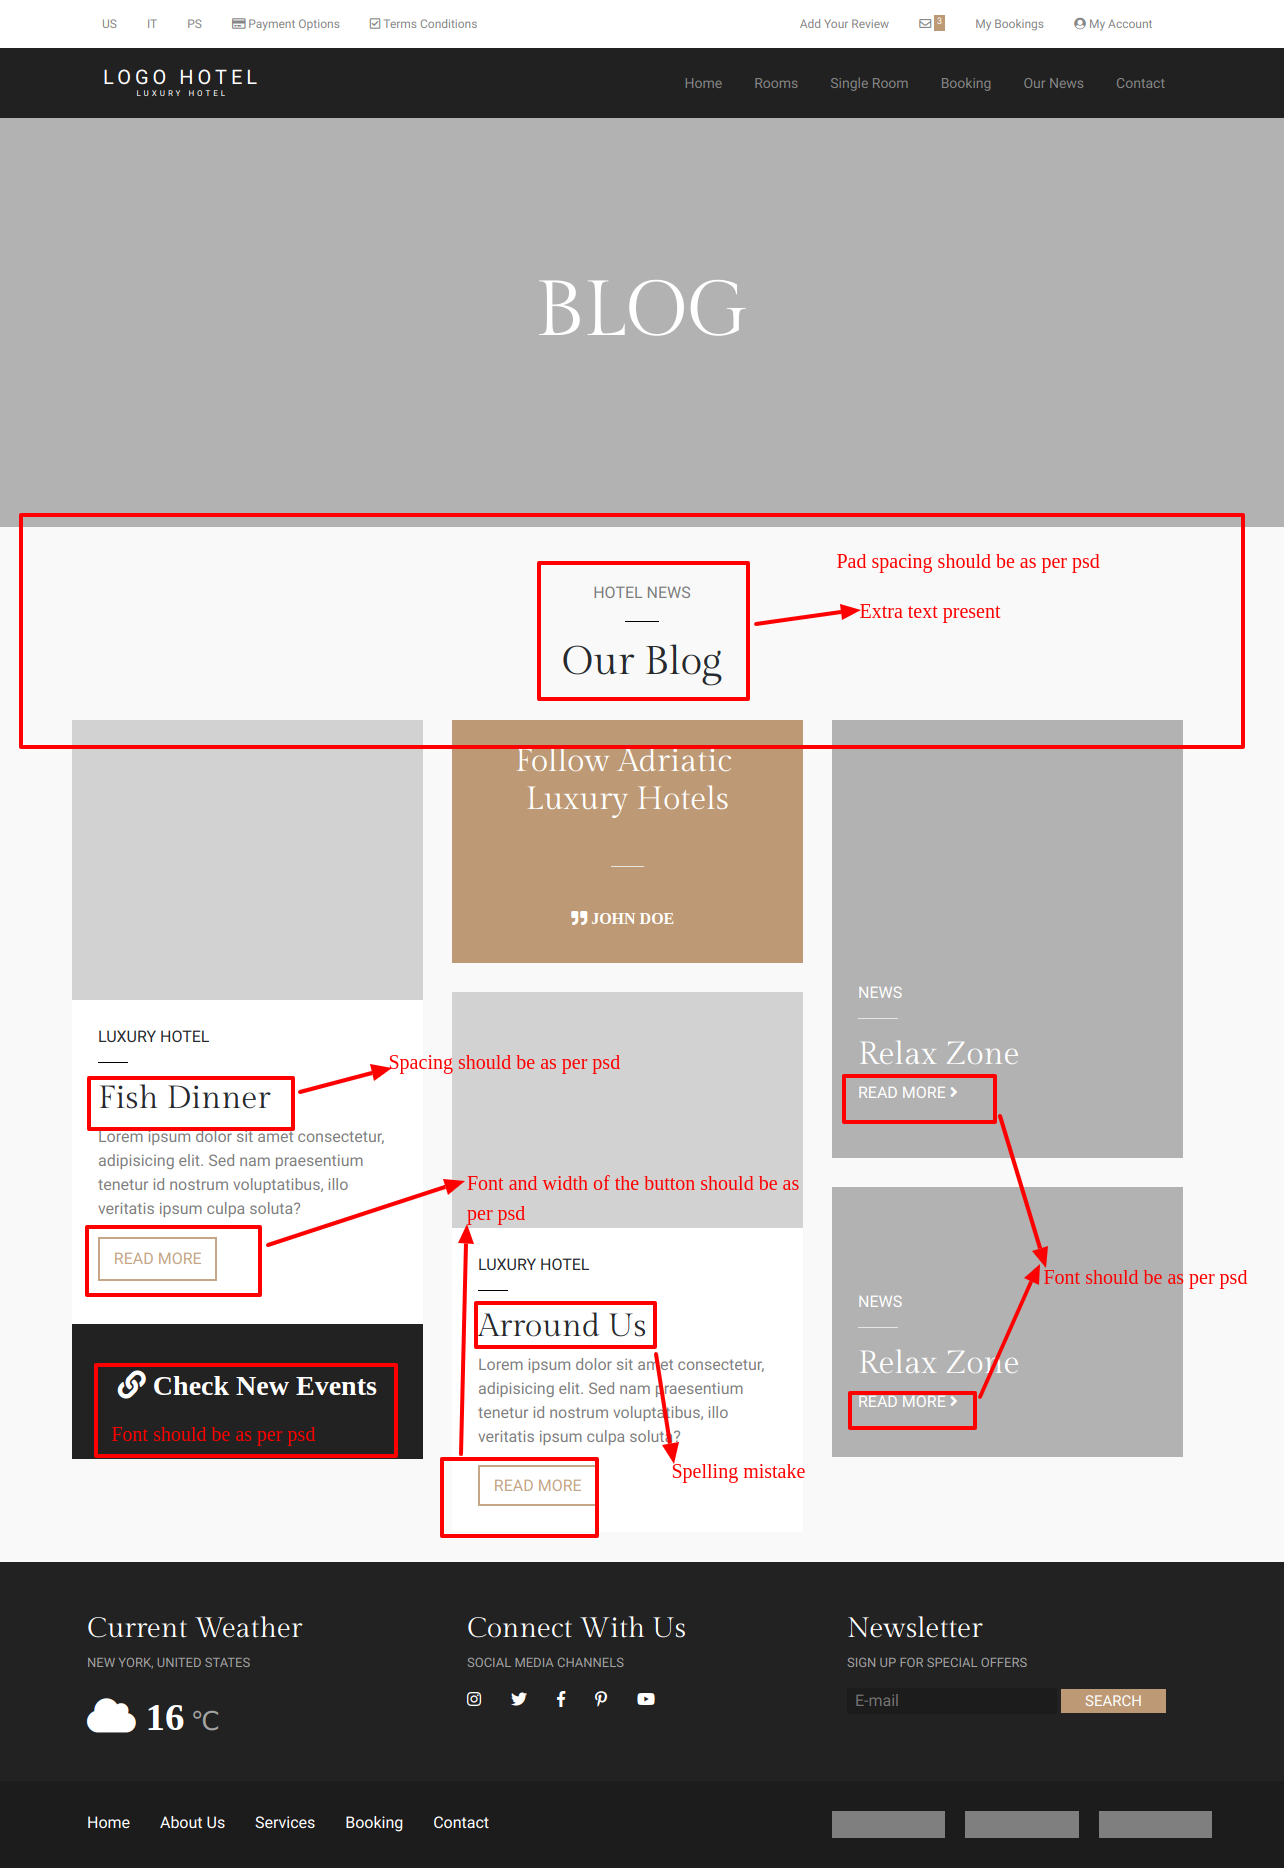 US IT PS Payment Options Terms Conditions Add Your Review 3 My Bookings My Account
LOGO HOTEL
LUXURY HOTEL
Home Rooms Single Room Booking Our News Contact
BLOG
Pad spacing should be as per psd
HOTEL NEWS
Extra text present
Our Blog
Follow Adriatic
Luxury Hotels
JOHN DOE
LUXURY HOTEL
Spacing should be as per psd
Fish Dinner
Lorem ipsum dolor sit amet consectetur,
adipisicing elit. Sed nam praesentium
tenetur id nostrum voluptatibus, illo
veritatis ipsum culpa soluta?
READ MORE
Check New Events
Font should be as per psd
Font and width of the button should be as
per psd
LUXURY HOTEL
Arround Us
Lorem ipsum dolor sit amet consectetur,
adipisicing elit. Sed nam praesentium
tenetur id nostrum voluptatibus, illo
veritatis ipsum culpa soluta?
Spelling mistake
READ MORE
NEWS
Relax Zone
READ MORE
Font should be as per psd
NEWS
Relax Zone
READ MORE
Current Weather
NEW YORK, UNITED STATES
16 °C
Connect With Us
SOCIAL MEDIA CHANNELS
Newsletter
SIGN UP FOR SPECIAL OFFERS
E-mail SEARCH
Home About Us Services Booking Contact